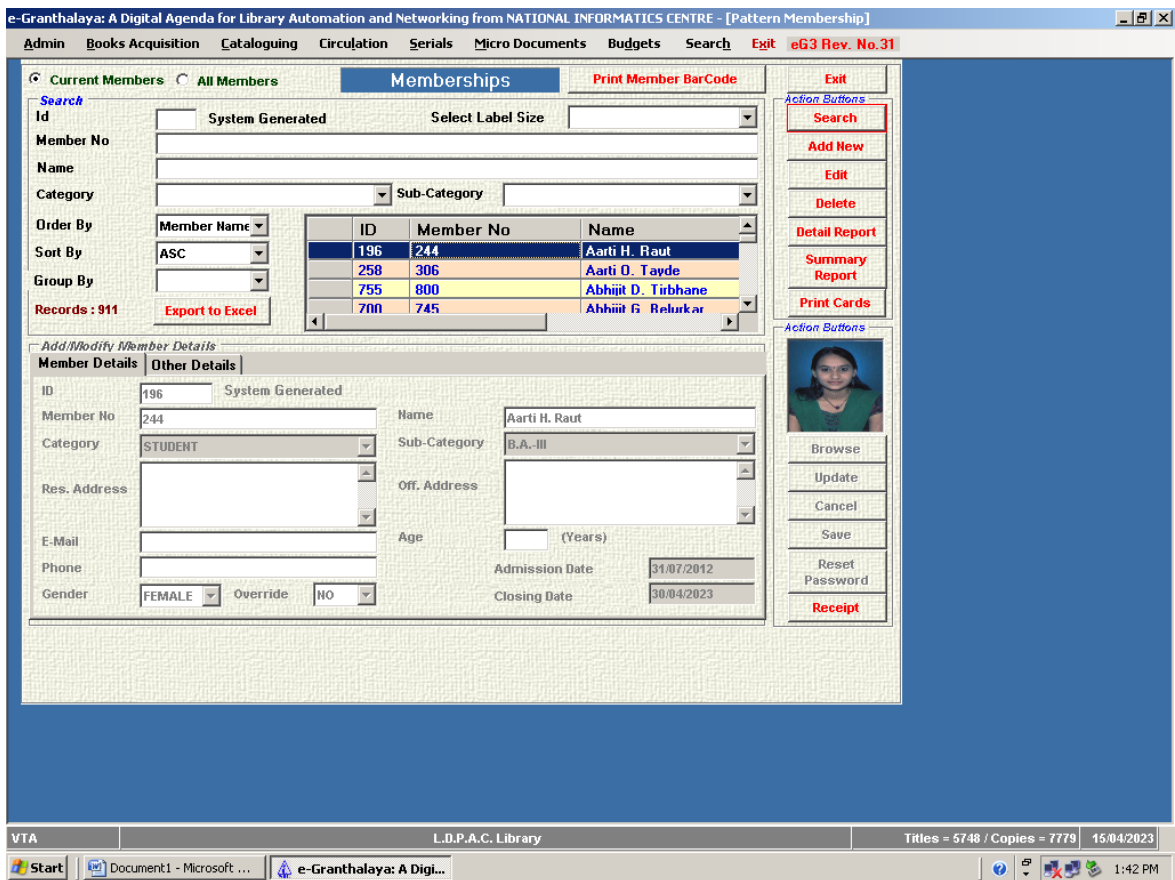 e-Granthalaya: A Digital Agenda for Library Automation and Networking from NATIONAL INFORMATICS CENTRE - [Pattern Membership]
Admin Books Acquisition Cataloguing Circulation Serials Micro Documents Budgets Search Exit eG3 Rev. No.31
Current Members All Members Memberships Print Member BarCode Exit
Search Action Buttons
Id System Generated Select Label Size Search
Member No Add New
Name Edit
Category Sub-Category Delete
Order By Member Name ID Member No Name Detail Report
196 244 Aarti H. Raut
Sort By ASC Summary Report
258 306 Aarti O. Tayde
Group By 755 800 Abhijit D. Tirbhane
Records : 911 Export to Excel 700 745 Abhijit G. Belurkar Print Cards
Action Buttons
Add/Modify Member Details
Member Details Other Details
ID 196 System Generated
Member No 244 Name Aarti H. Raut
Category STUDENT Sub-Category B.A.-III Browse
Res. Address Off. Address Update
Cancel
E-Mail Age (Years) Save
Phone Admission Date 31/07/2012 Reset Password
Gender FEMALE Override NO Closing Date 30/04/2023
Receipt
VTA L.D.P.A.C. Library Titles = 5748 / Copies = 7779 15/04/2023
Start Document1 - Microsoft ... e-Granthalaya: A Digi... 1:42 PM